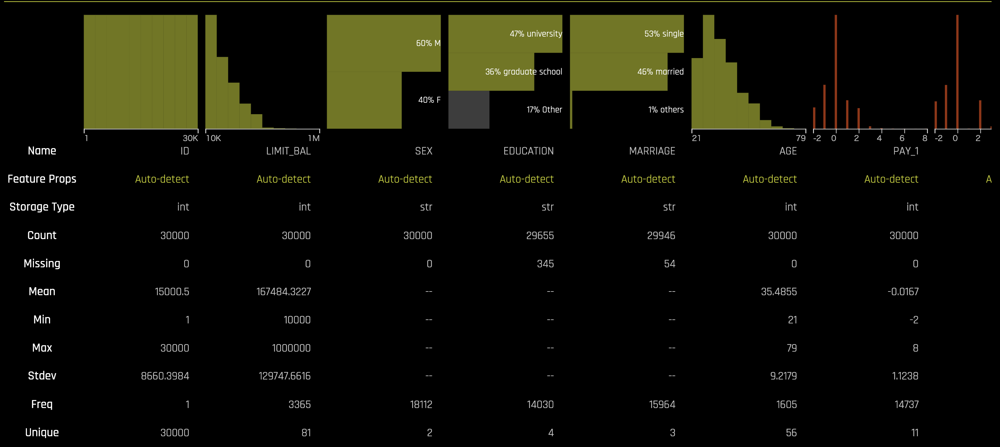 60% M
40% F
47% university
36% graduate school
17% Other
53% single
46% married
1% others
1 30K 10K 1M 21 79 -2 0 2 4 6 8 -2 0 2
Name ID LIMIT_BAL SEX EDUCATION MARRIAGE AGE PAY_1
Feature Props Auto-detect Auto-detect Auto-detect Auto-detect Auto-detect Auto-detect Auto-detect A
Storage Type int int str str str int int
Count 30000 30000 30000 29655 29946 30000 30000
Missing 0 0 0 345 54 0 0
Mean 15000.5 167484.3227 -- -- -- 35.4855 -0.0167
Min 1 10000 -- -- -- 21 -2
Max 30000 1000000 -- -- -- 79 8
Stdev 8660.3984 129747.6616 -- -- -- 9.2179 1.1238
Freq 1 3365 18112 14030 15964 1605 14737
Unique 30000 81 2 4 3 56 11